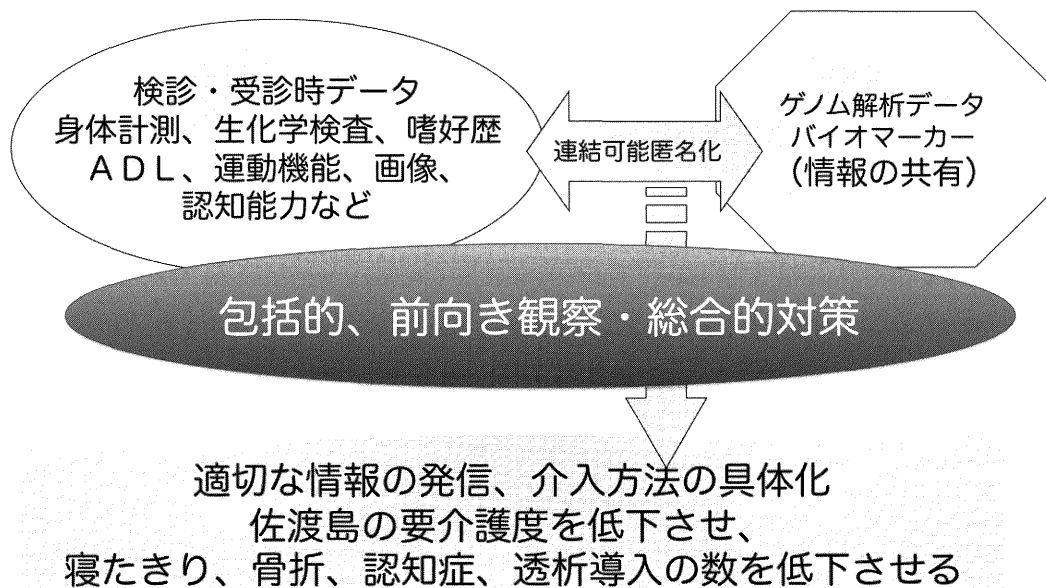 検診・受診時データ
身体計測、生化学検査、嗜好歴
ＡＤＬ、運動機能、画像、
認知能力など
連結可能匿名化
ゲノム解析データ
バイオマーカー
（情報の共有）
包括的、前向き観察・総合的対策
適切な情報の発信、介入方法の具体化
佐渡島の要介護度を低下させ、
寝たきり、骨折、認知症、透析導入の数を低下させる